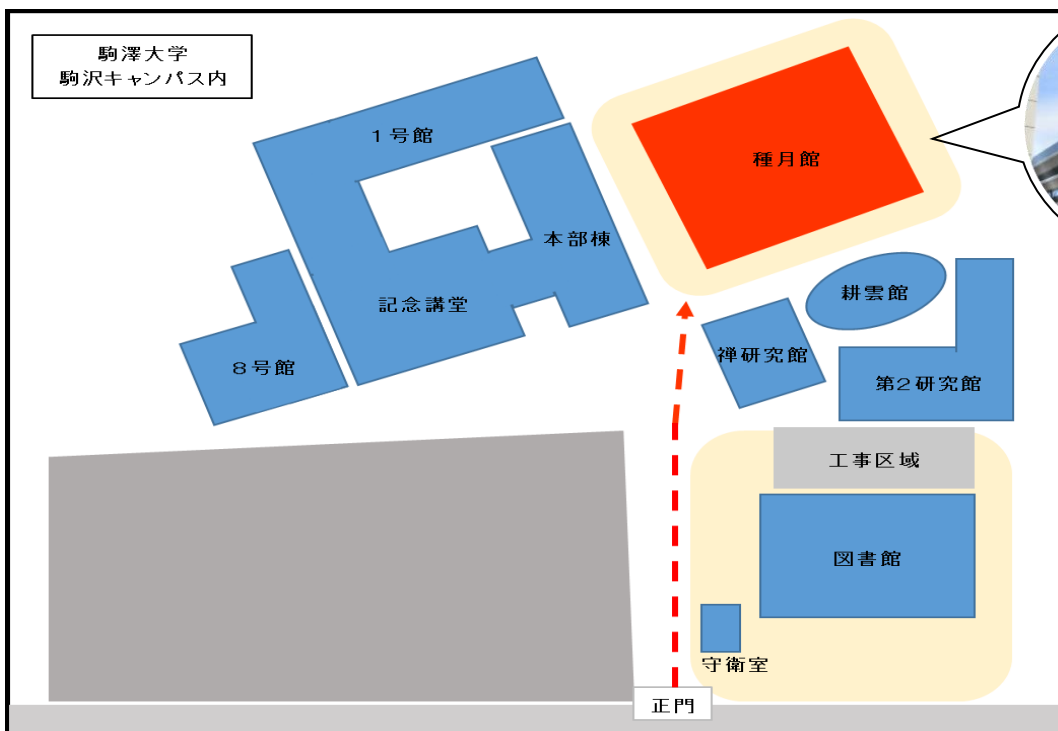 駒澤大学
駒沢キャンパス内
1号館
種月館
本部棟
記念講堂
耕雲館
禅研究館
8号館
第2研究館
工事区域
図書館
守衛室
正門